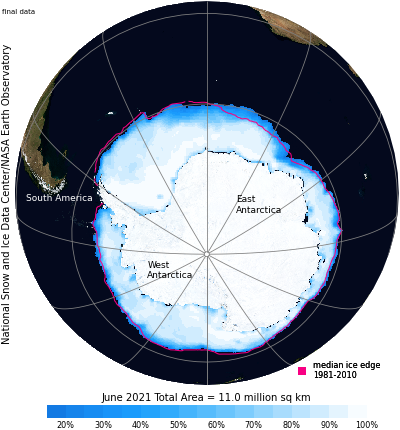 final data
National Snow and Ice Data Center/NASA Earth Observatory
South America
East
Antarctica
West
Antarctica
median ice edge
1981-2010
June 2021 Total Area = 11.0 million sq km
20% 30% 40% 50% 60% 70% 80% 90% 100%